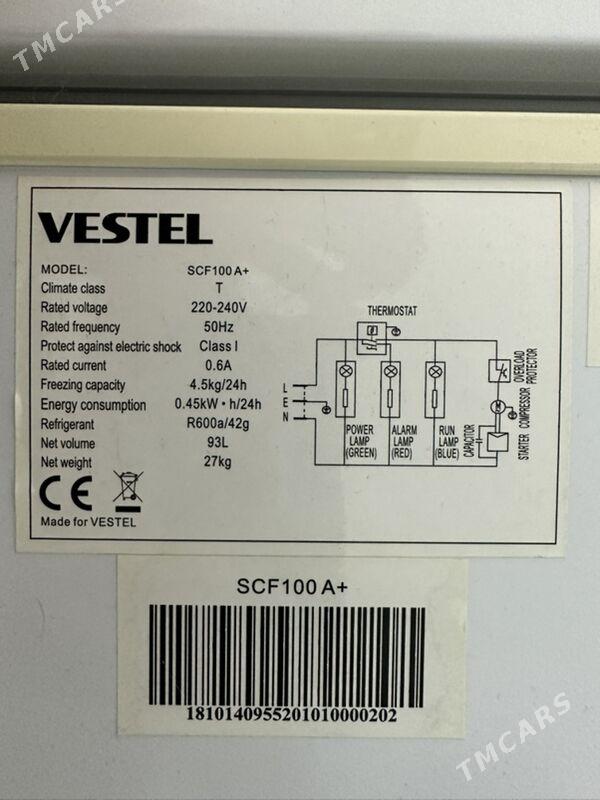 TMCARS
VESTEL
MODEL: SCF100 A+
Climate class T
Rated voltage 220-240V
Rated frequency 50Hz
Protect against electric shock Class I
Rated current 0.6A
Freezing capacity 4.5kg/24h
Energy consumption 0.45kW·h/24h
Refrigerant R600a/42g
Net volume 93L
Net weight 27kg
CE
Made for VESTEL
THERMOSTAT
L
E
N
POWER
LAMP
(GREEN)
ALARM
LAMP
(RED)
RUN
LAMP
(BLUE)
CAPACITOR
STARTER
COMPRESSOR
OVERLOAD
PROTECTOR
SCF100 A+
1810140955201010000202
TMCARS